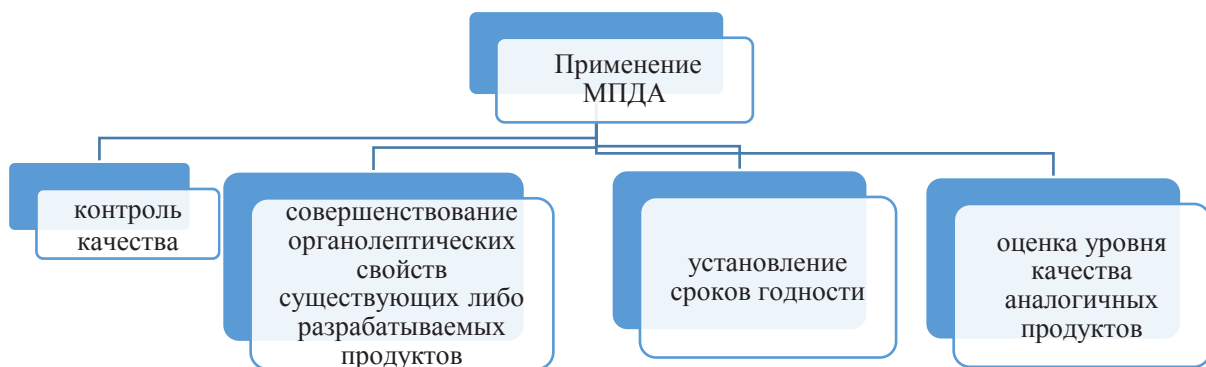 Применение
МПДА
контроль
качества
совершенствование
органолептических
свойств
существующих либо
разрабатываемых
продуктов
установление
сроков годности
оценка уровня
качества
аналогичных
продуктов